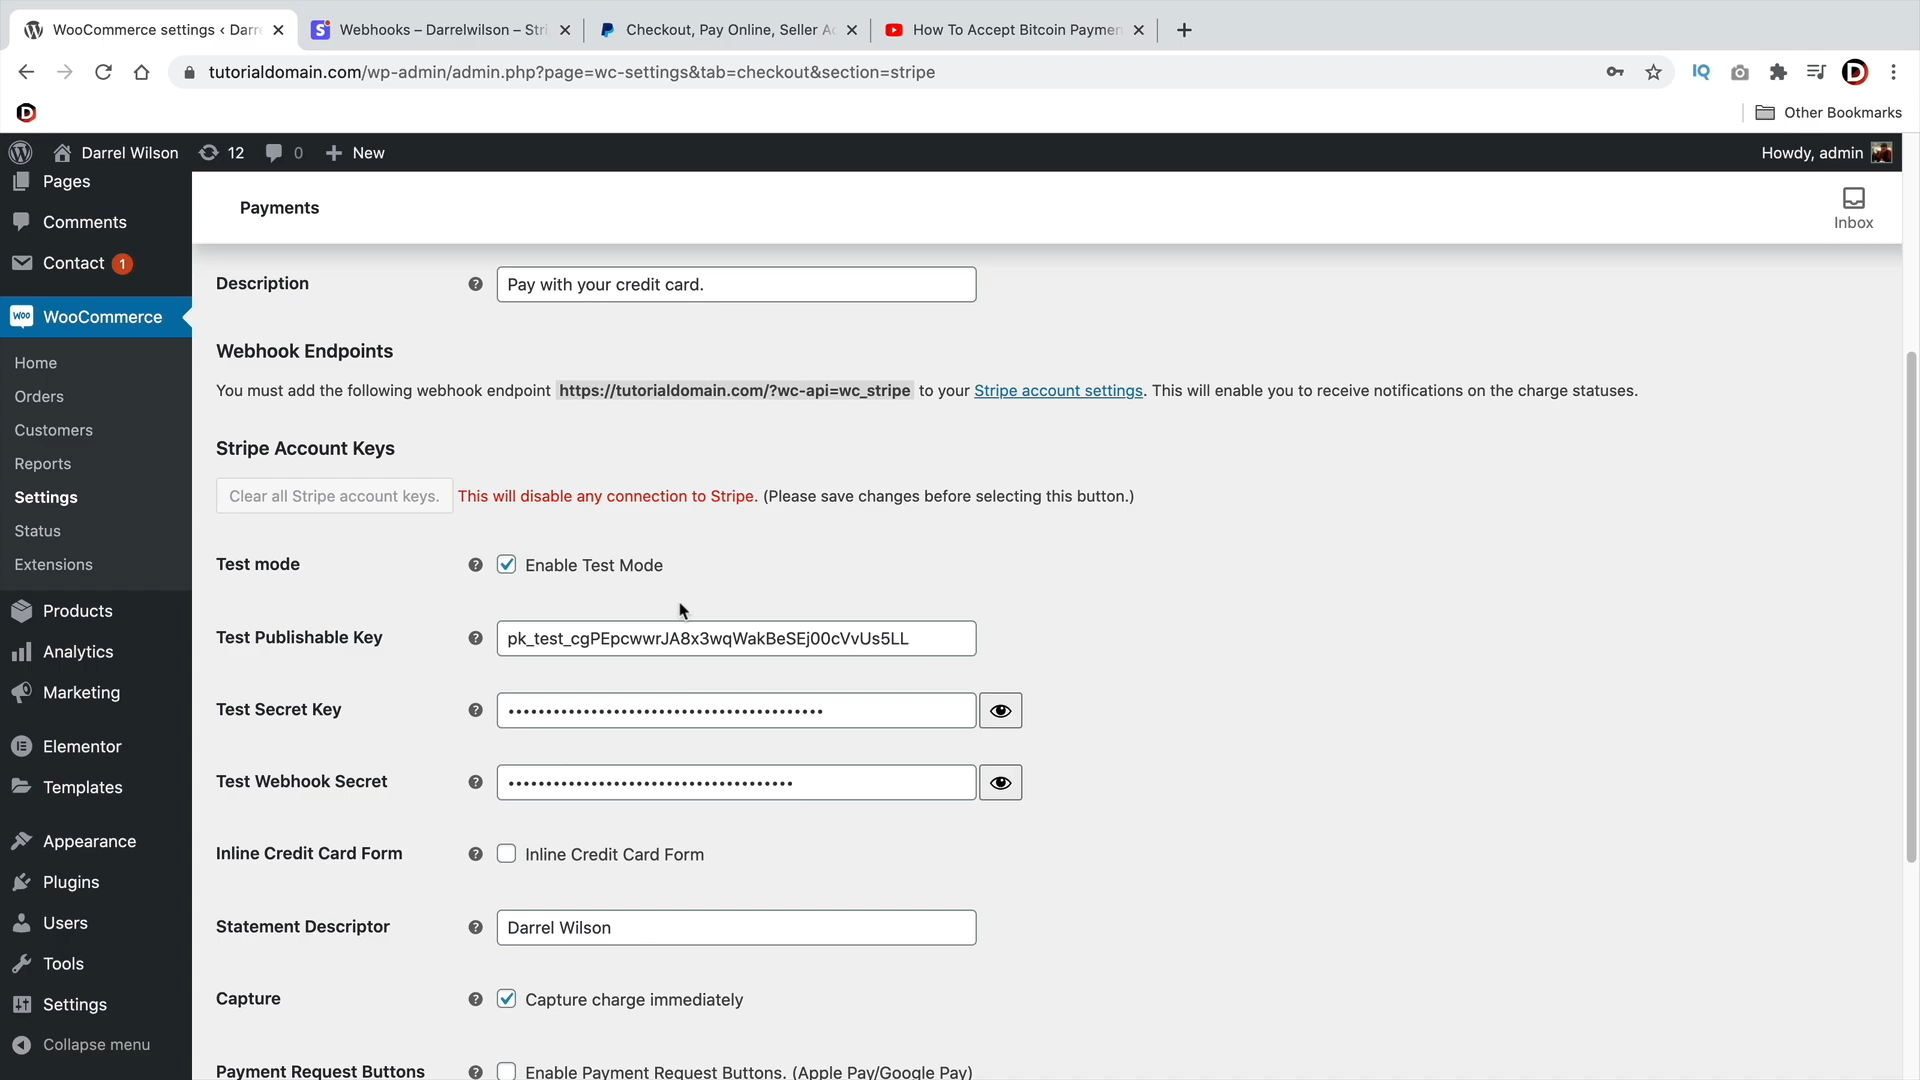 WooCommerce settings ‹ Darre
Webhooks – Darrelwilson – Stri
Checkout, Pay Online, Seller Ac
How To Accept Bitcoin Paymen
tutorialdomain.com/wp-admin/admin.php?page=wc-settings&tab=checkout&section=stripe
IQ
D
D
Other Bookmarks
Darrel Wilson
12
0
New
Howdy, admin
Pages
Comments
Contact 1
WooCommerce
Home
Orders
Customers
Reports
Settings
Status
Extensions
Products
Analytics
Marketing
Elementor
Templates
Appearance
Plugins
Users
Tools
Settings
Collapse menu
Payments
Inbox
Description
Pay with your credit card.
Webhook Endpoints
You must add the following webhook endpoint https://tutorialdomain.com/?wc-api=wc_stripe to your Stripe account settings. This will enable you to receive notifications on the charge statuses.
Stripe Account Keys
Clear all Stripe account keys. This will disable any connection to Stripe. (Please save changes before selecting this button.)
Test mode
Enable Test Mode
Test Publishable Key
pk_test_cgPEpcwwrJA8x3wqWakBeSEj00cVvUs5LL
Test Secret Key
Test Webhook Secret
Inline Credit Card Form
Inline Credit Card Form
Statement Descriptor
Darrel Wilson
Capture
Capture charge immediately
Payment Request Buttons
Enable Payment Request Buttons. (Apple Pay/Google Pay)